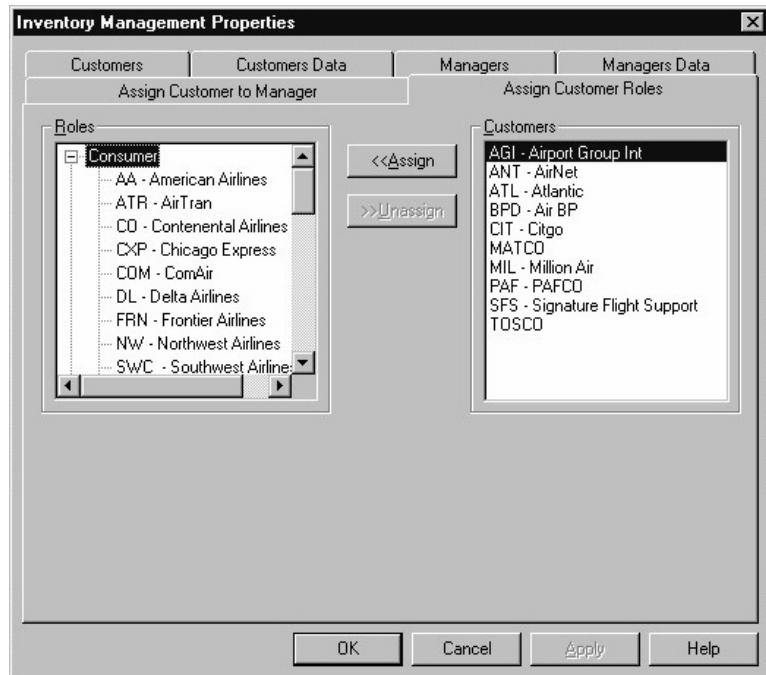 Inventory Management Properties
Customers
Customers Data
Managers
Managers Data
Assign Customer to Manager
Assign Customer Roles
Roles
Consumer
AA - American Airlines
ATR - AirTran
CO - Contenental Airlines
CXP - Chicago Express
COM - ComAir
DL - Delta Airlines
FRN - Frontier Airlines
NW - Northwest Airlines
SWC - Southwest Airline
<<Assign
>>Unassign
Customers
AGI - Airport Group Int
ANT - AirNet
ATL - Atlantic
BPD - Air BP
CIT - Citgo
MATCO
MIL - Million Air
PAF - PAFCO
SFS - Signature Flight Support
TOSCO
OK
Cancel
Apply
Help